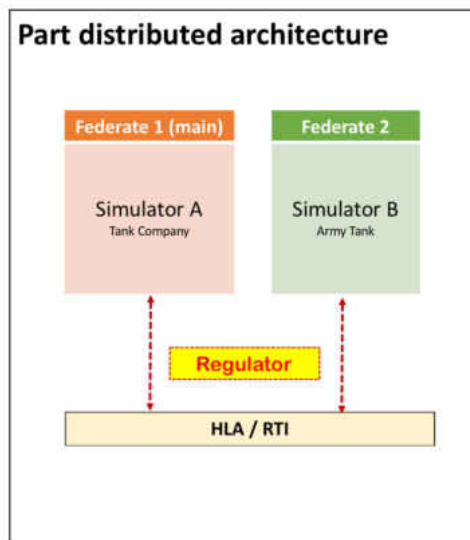 Part distributed architecture
Federate 1 (main)
Federate 2
Simulator A
Tank Company
Simulator B
Army Tank
Regulator
HLA / RTI